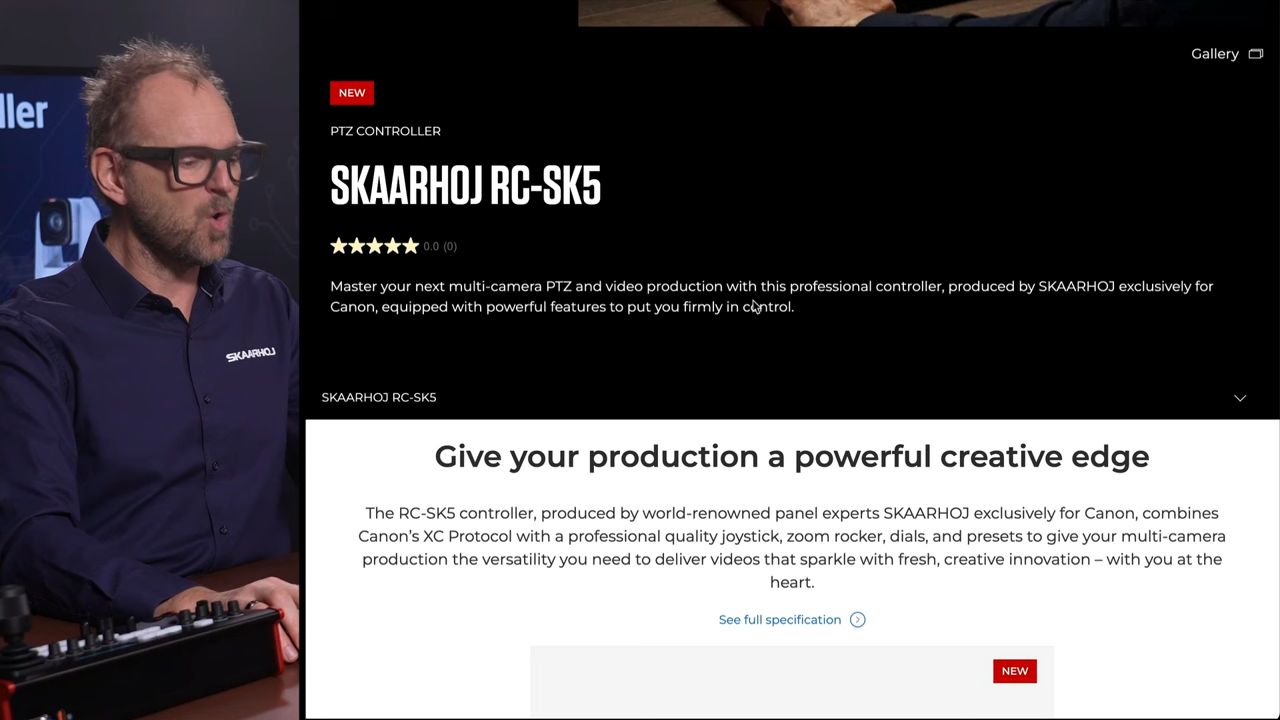 ller
SKAARHOJ
Gallery
NEW
PTZ CONTROLLER
SKAARHOJ RC-SK5
0.0 (0)
Master your next multi-camera PTZ and video production with this professional controller, produced by SKAARHOJ exclusively for
Canon, equipped with powerful features to put you firmly in control.
SKAARHOJ RC-SK5
Give your production a powerful creative edge
The RC-SK5 controller, produced by world-renowned panel experts SKAARHOJ exclusively for Canon, combines
Canon’s XC Protocol with a professional quality joystick, zoom rocker, dials, and presets to give your multi-camera
production the versatility you need to deliver videos that sparkle with fresh, creative innovation – with you at the
heart.
See full specification
NEW